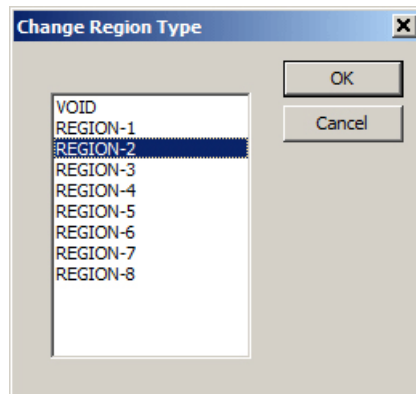 Change Region Type
OK
Cancel
VOID
REGION-1
REGION-2
REGION-3
REGION-4
REGION-5
REGION-6
REGION-7
REGION-8